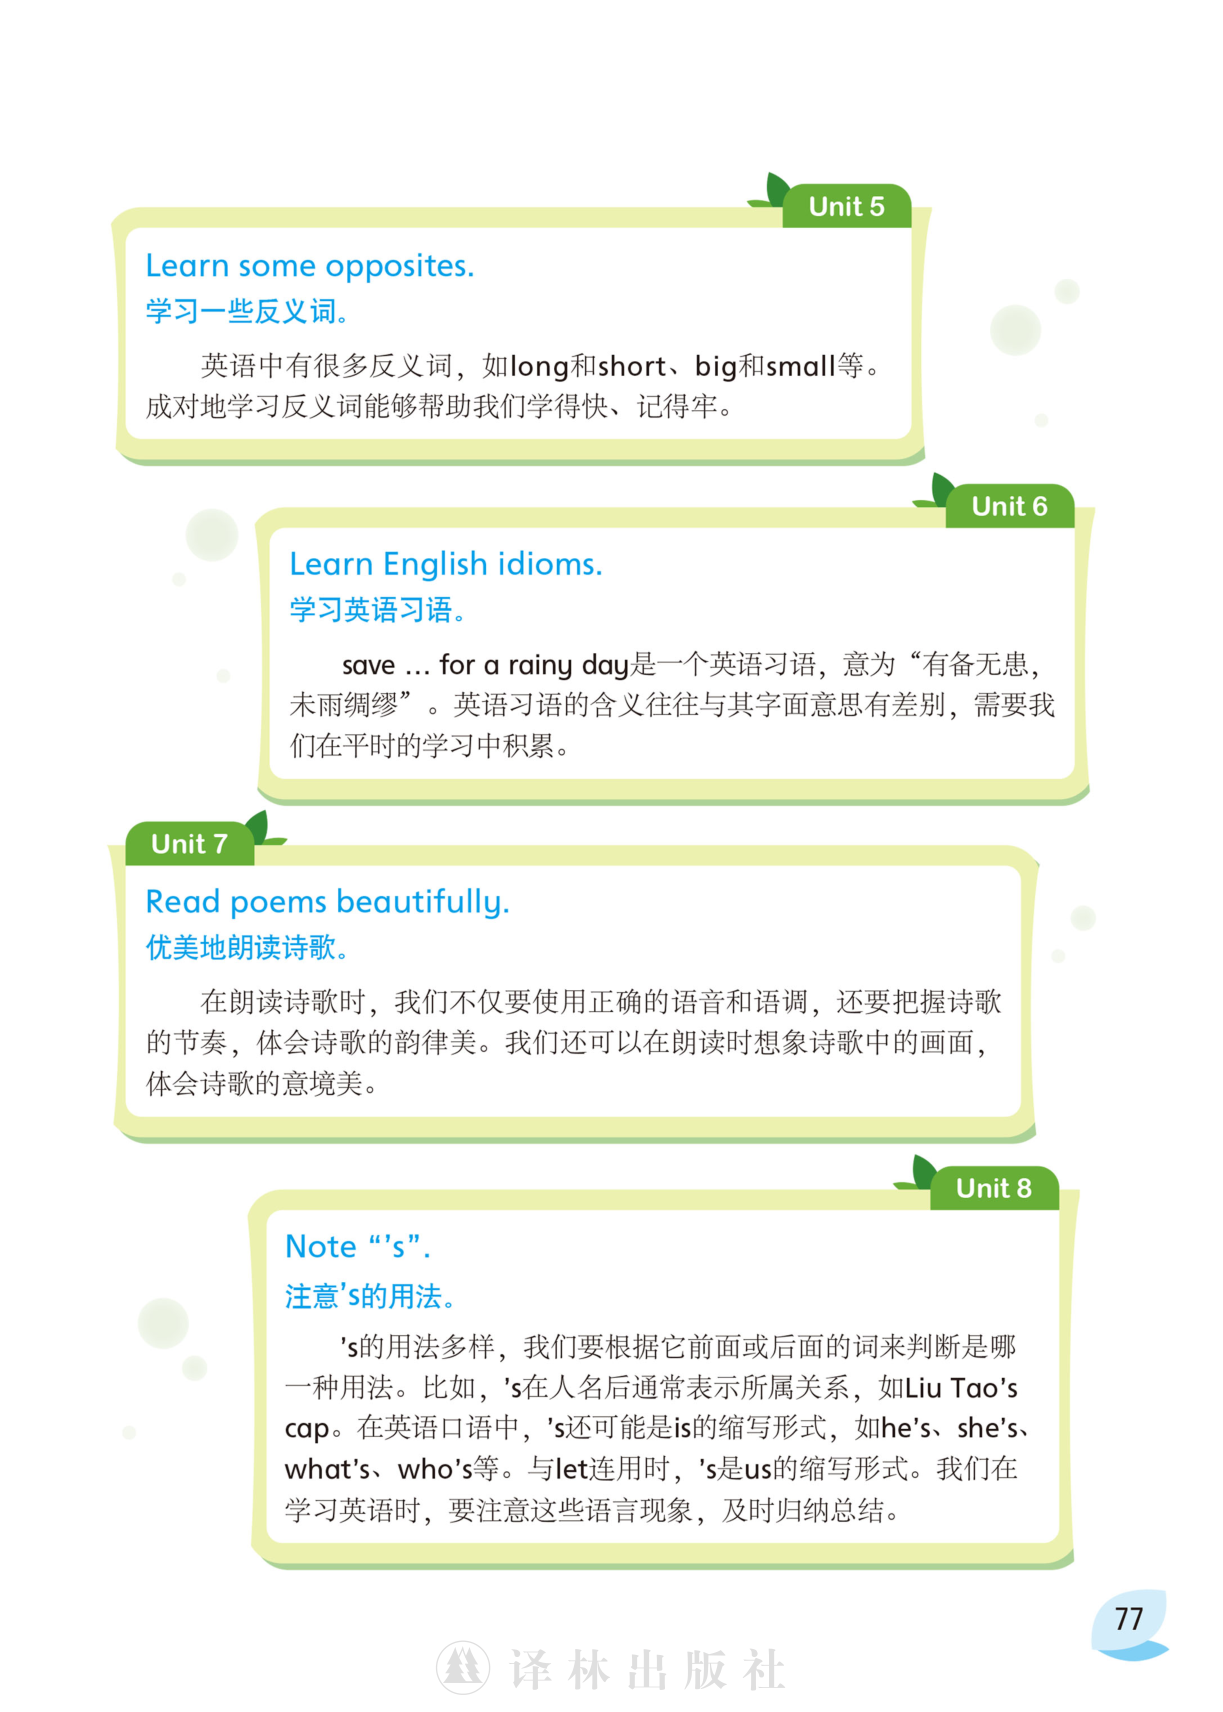 Unit 5
Learn some opposites.
学习一些反义词。
英语中有很多反义词，如long和short、big和small等。
成对地学习反义词能够帮助我们学得快、记得牢。
Unit 6
Learn English idioms.
学习英语习语。
save … for a rainy day是一个英语习语，意为“有备无患，
未雨绸缪”。英语习语的含义往往与其字面意思有差别，需要我
们在平时的学习中积累。
Unit 7
Read poems beautifully.
优美地朗读诗歌。
在朗读诗歌时，我们不仅要使用正确的语音和语调，还要把握诗歌
的节奏，体会诗歌的韵律美。我们还可以在朗读时想象诗歌中的画面，
体会诗歌的意境美。
Unit 8
Note “’s”.
注意’s的用法。
’s的用法多样，我们要根据它前面或后面的词来判断是哪
一种用法。比如，’s在人名后通常表示所属关系，如Liu Tao’s
cap。在英语口语中，’s还可能是is的缩写形式，如he’s、she’s、
what’s、who’s等。与let连用时，’s是us的缩写形式。我们在
学习英语时，要注意这些语言现象，及时归纳总结。
77
译林出版社